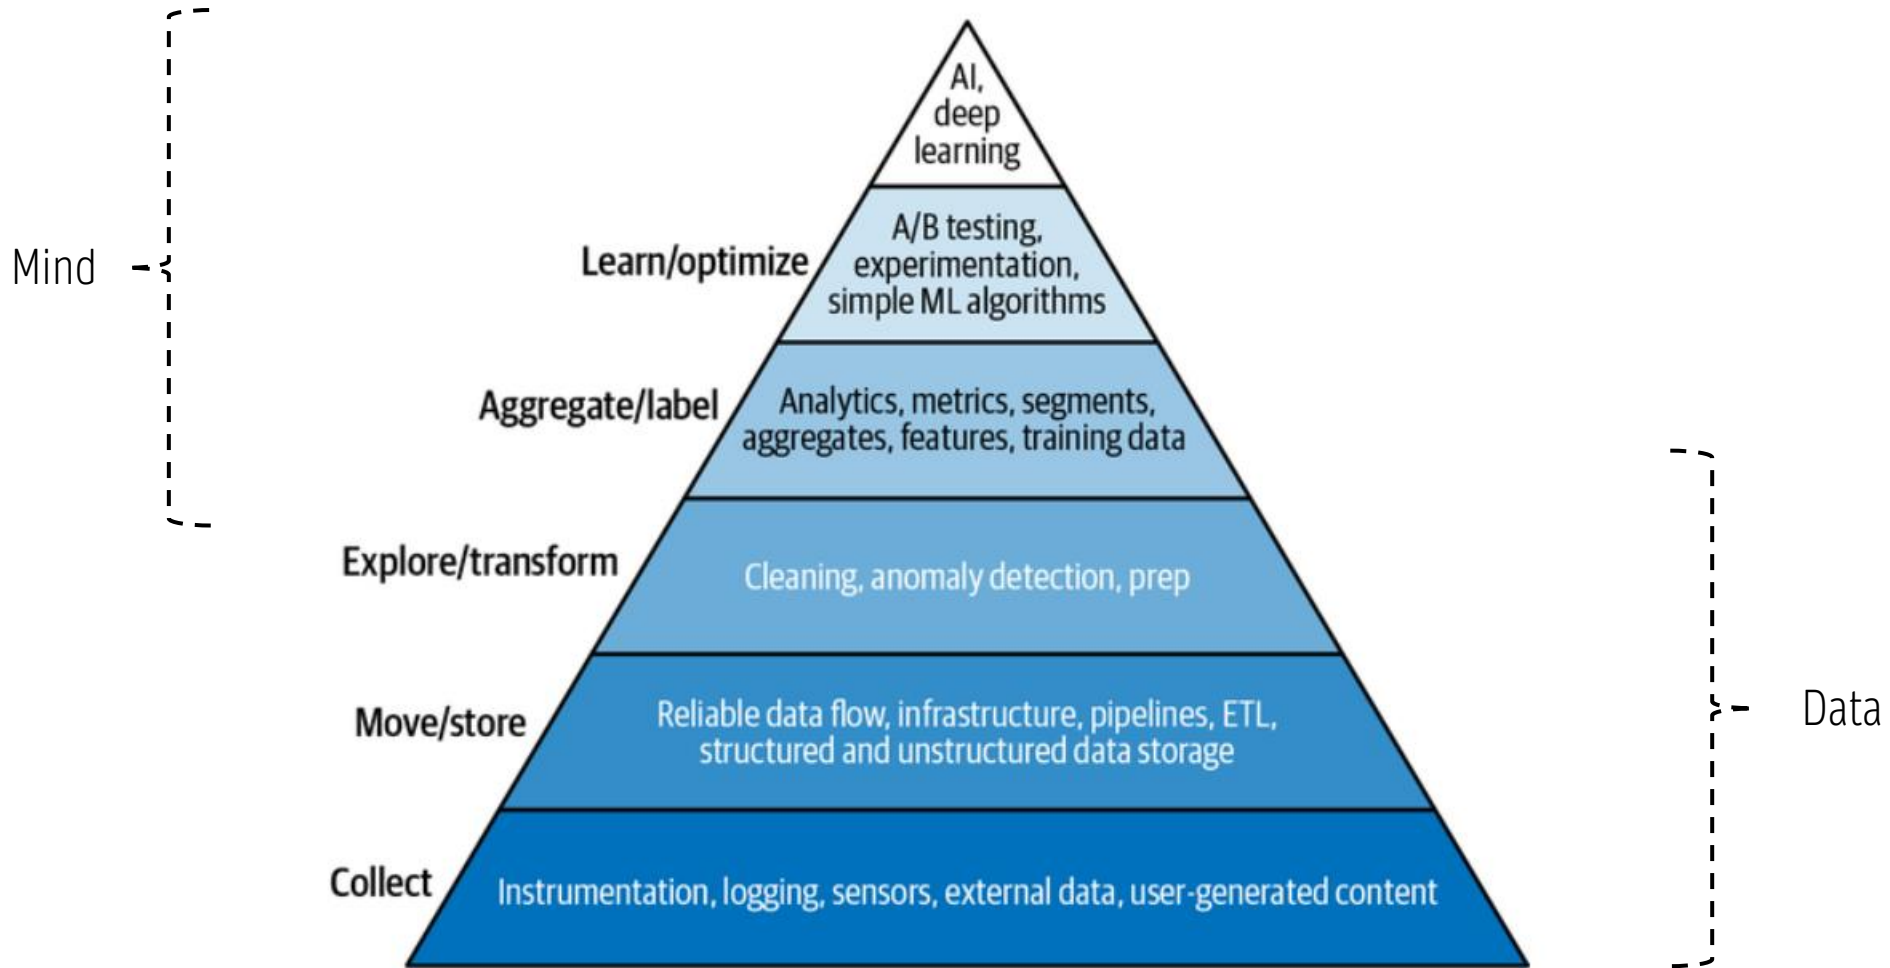 AI,
deep
learning
Learn/optimize
A/B testing,
experimentation,
simple ML algorithms
Mind
Aggregate/label
Analytics, metrics, segments,
aggregates, features, training data
Explore/transform
Cleaning, anomaly detection, prep
Move/store
Reliable data flow, infrastructure, pipelines, ETL,
structured and unstructured data storage
Data
Collect
Instrumentation, logging, sensors, external data, user-generated content